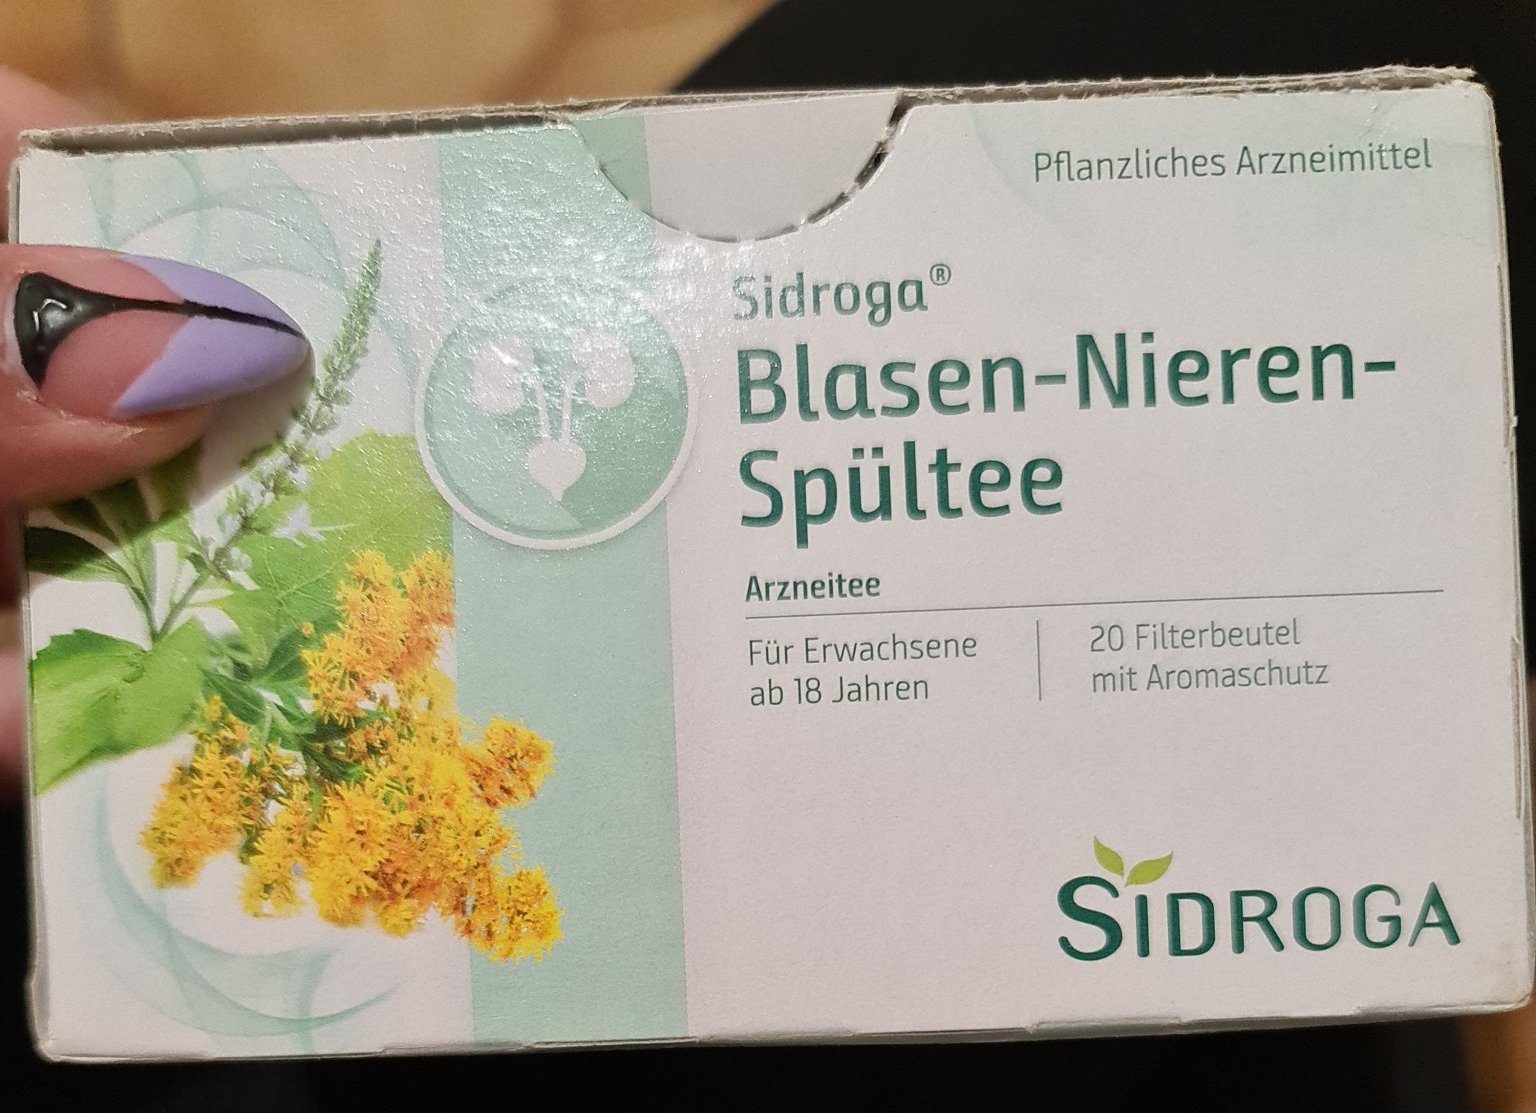 Pflanzliches Arzneimittel
Sidroga®
Blasen-Nieren-
Spültee
Arzneitee
Für Erwachsene
ab 18 Jahren
20 Filterbeutel
mit Aromaschutz
SIDROGA